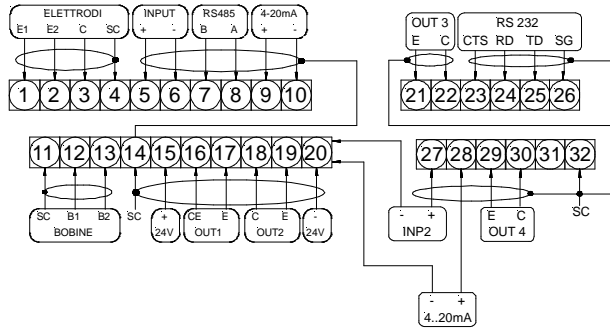 ELETTRODI INPUT RS485 4-20mA
E1 E2 C SC + - B A + -
1 2 3 4 5 6 7 8 9 10
OUT 3 RS 232
E C CTS RD TD SG
21 22 23 24 25 26
11 12 13 14 15 16 17 18 19 20
27 28 29 30 31 32
SC B1 B2 SC + CE E C E -
BOBINE 24V OUT1 OUT2 24V
- + E C SC
INP2 OUT 4
- +
4..20mA